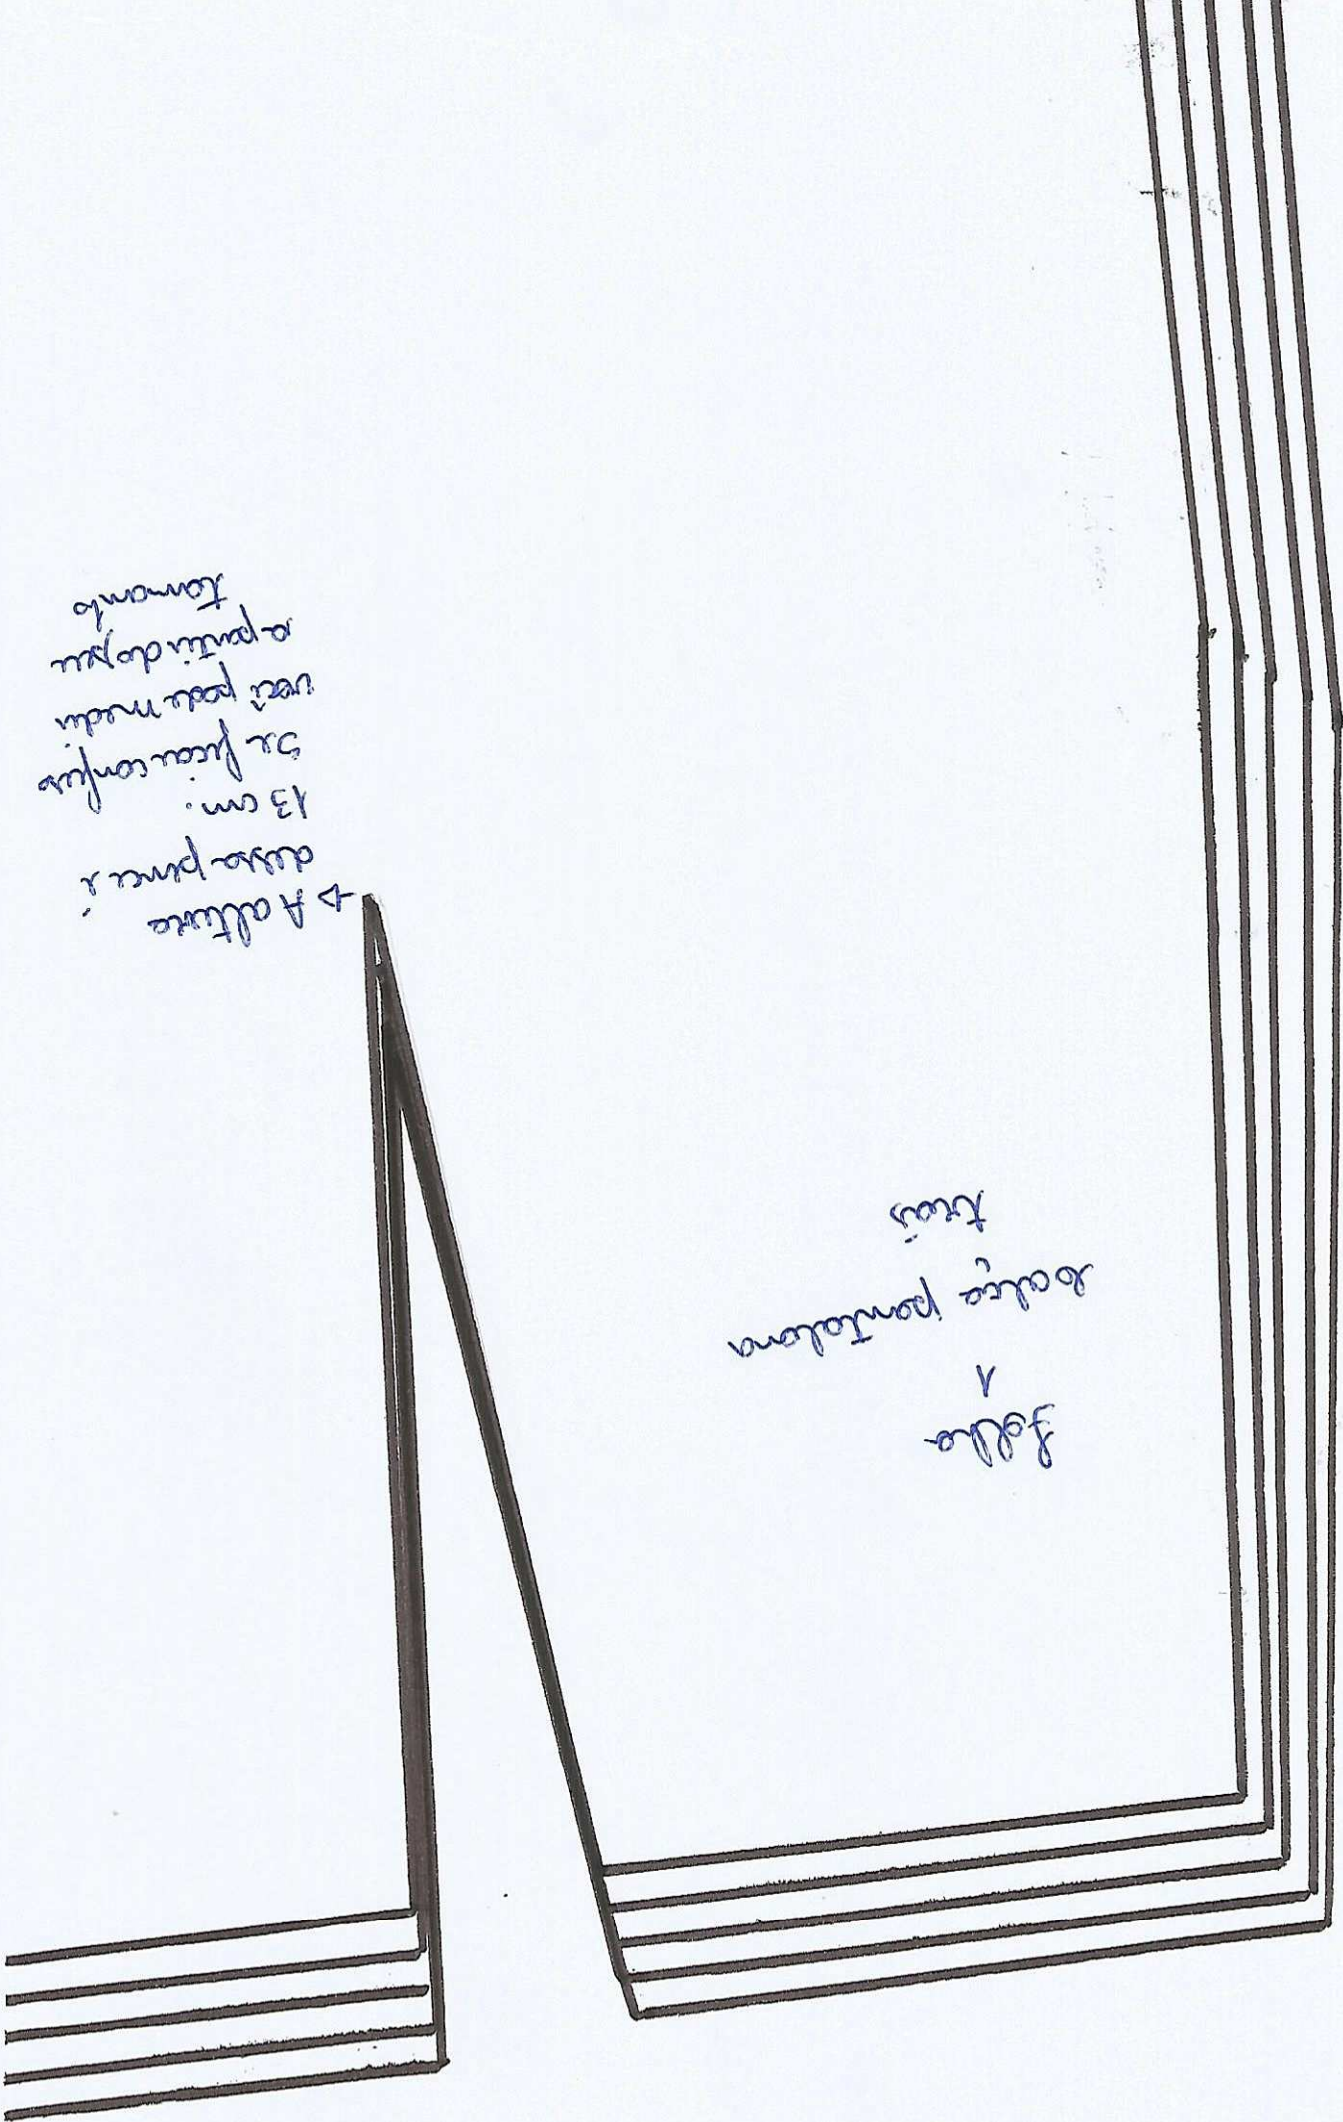 Folha
1
calça pantalona
trás
→ A altura
dessa pence é
13 cm.
Se ficar confuso
você pode medir
a partir do seu
tamanho